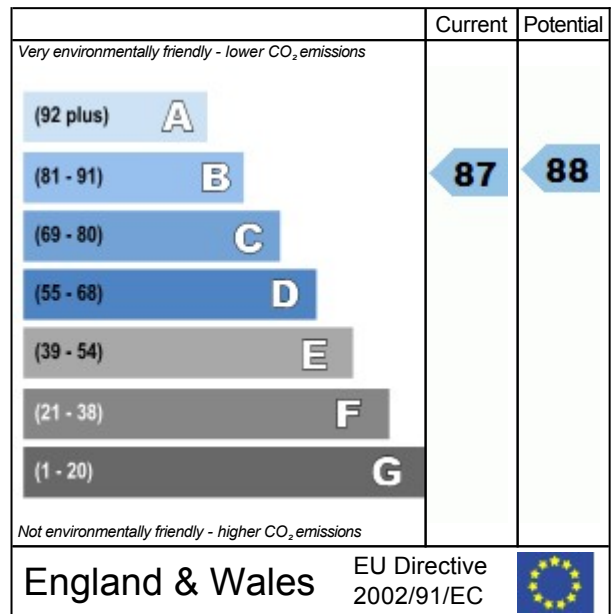 Current Potential
Very environmentally friendly - lower CO₂ emissions
(92 plus) A
(81 - 91) B 87 88
(69 - 80) C
(55 - 68) D
(39 - 54) E
(21 - 38) F
(1 - 20) G
Not environmentally friendly - higher CO₂ emissions
England & Wales
EU Directive
2002/91/EC